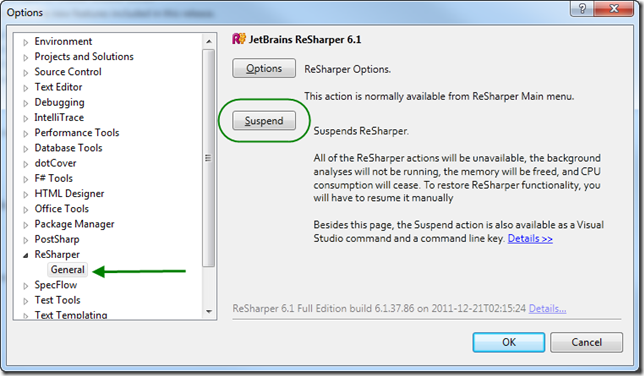 Options
Environment
Projects and Solutions
Source Control
Text Editor
Debugging
IntelliTrace
Performance Tools
Database Tools
dotCover
F# Tools
HTML Designer
Office Tools
Package Manager
PostSharp
ReSharper
General
SpecFlow
Test Tools
Text Templating
JetBrains ReSharper 6.1
Options
ReSharper Options.
This action is normally available from ReSharper Main menu.
Suspend
Suspends ReSharper.
All of the ReSharper actions will be unavailable, the background
analyses will not be running, the memory will be freed, and CPU
consumption will cease. To restore ReSharper functionality, you
will have to resume it manually
Besides this page, the Suspend action is also available as a Visual
Studio command and a command line key. Details >>
ReSharper 6.1 Full Edition build 6.1.37.86 on 2011-12-21T02:15:24 Details...
OK
Cancel